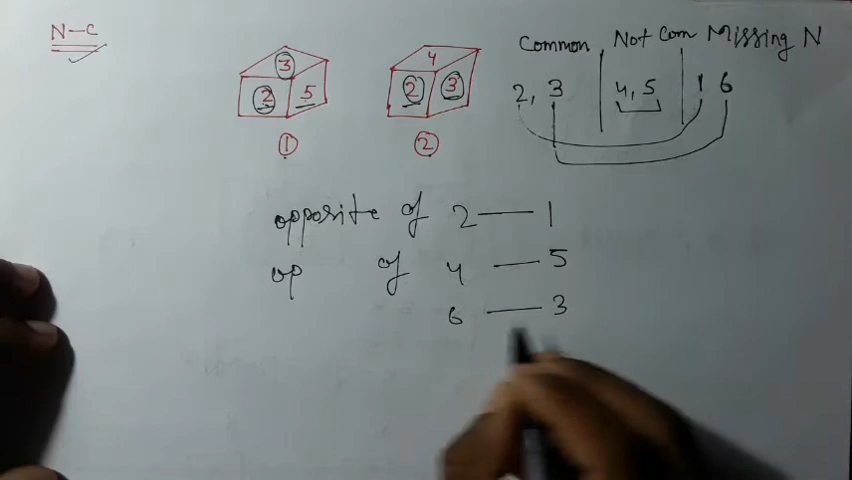 N-C
Common Not Com Missing N
3
2 5
4
2 3
2, 3 4, 5 1 6
1 2
opposite of 2 — 1
op of 4 — 5
6 — 3